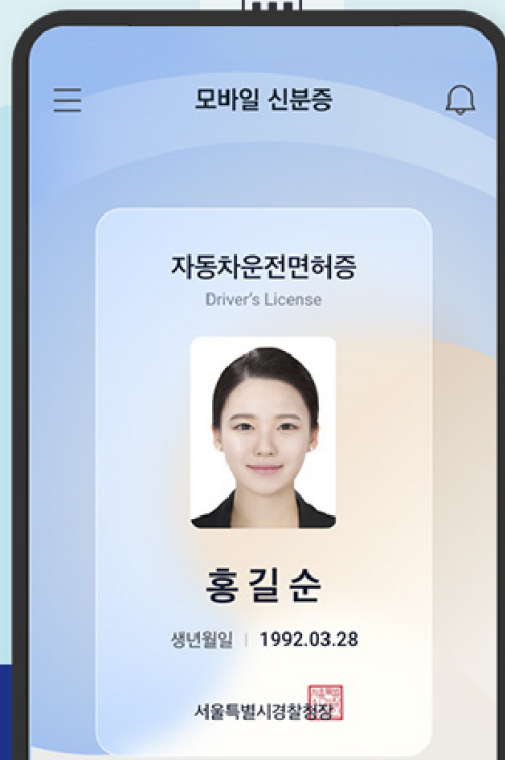 모바일 신분증
자동차운전면허증
Driver's License
홍길순
생년월일 | 1992.03.28
서울특별시경찰청장